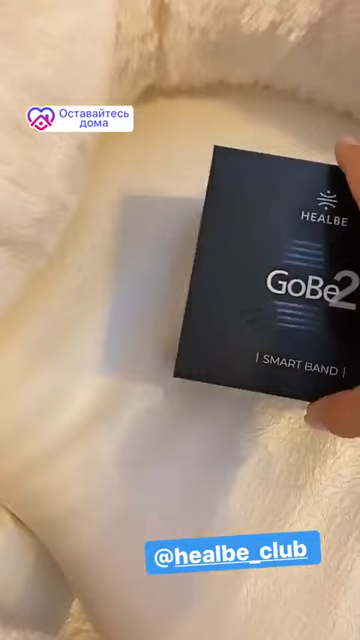 Оставайтесь
дома
HEALBE
GoBe2
| SMART BAND |
@healbe_club